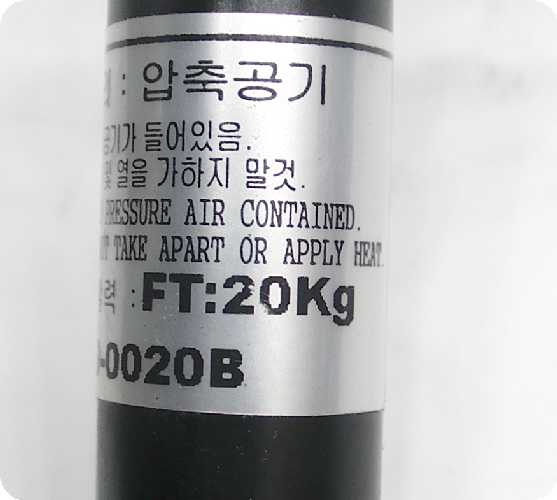 : 압축공기
공기가 들어있음.
및 열을 가하지 말것.
PRESSURE AIR CONTAINED.
TAKE APART OR APPLY HEAT.
: FT:20Kg
-0020B